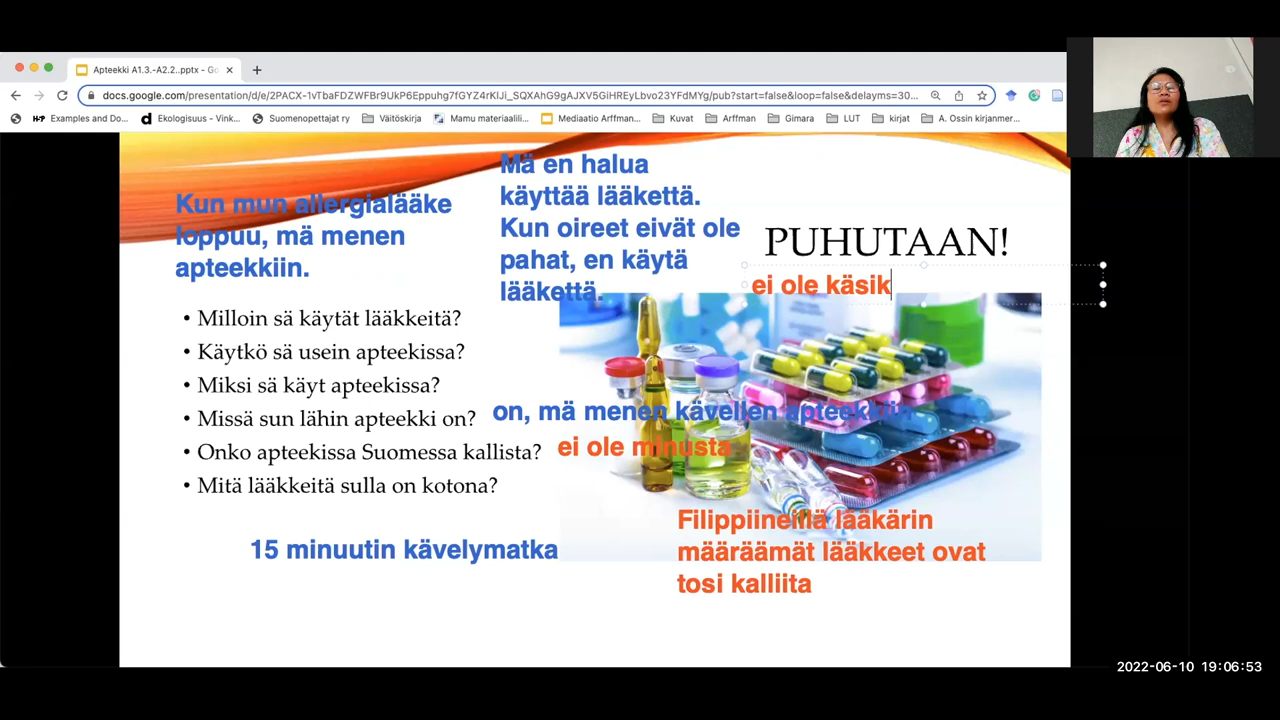 Apteekki A1.3.-A2.2..pptx - Go
docs.google.com/presentation/d/e/2PACX-1vTbaFDZWFBr9UkP6Eppuhg7fGYZ4rKlJi_SQXAhG9gAJXV5GiHREyLbvo23YFdMYg/pub?start=false&loop=false&delayms=30...
Examples and Do...
Ekologisuus - Vink...
Suomenopettajat ry
Väitöskirja
Mamu materiaalili...
Mediaatio Arffman...
Kuvat
Arffman
Gimara
LUT
kirjat
A. Ossin kirjanmer...
Mä en halua
käyttää lääkettä.
Kun oireet eivät ole
pahat, en käytä
lääkettä.
Kun mun allergialääke
loppuu, mä menen
apteekkiin.
PUHUTAAN!
ei ole käsik
• Milloin sä käytät lääkkeitä?
• Käytkö sä usein apteekissa?
• Miksi sä käyt apteekissa?
• Missä sun lähin apteekki on?
on, mä menen kävellen apteekkiin.
• Onko apteekissa Suomessa kallista?
ei ole minusta
• Mitä lääkkeitä sulla on kotona?
Filippiineillä lääkärin
määräämät lääkkeet ovat
tosi kalliita
15 minuutin kävelymatka
2022-06-10 19:06:53